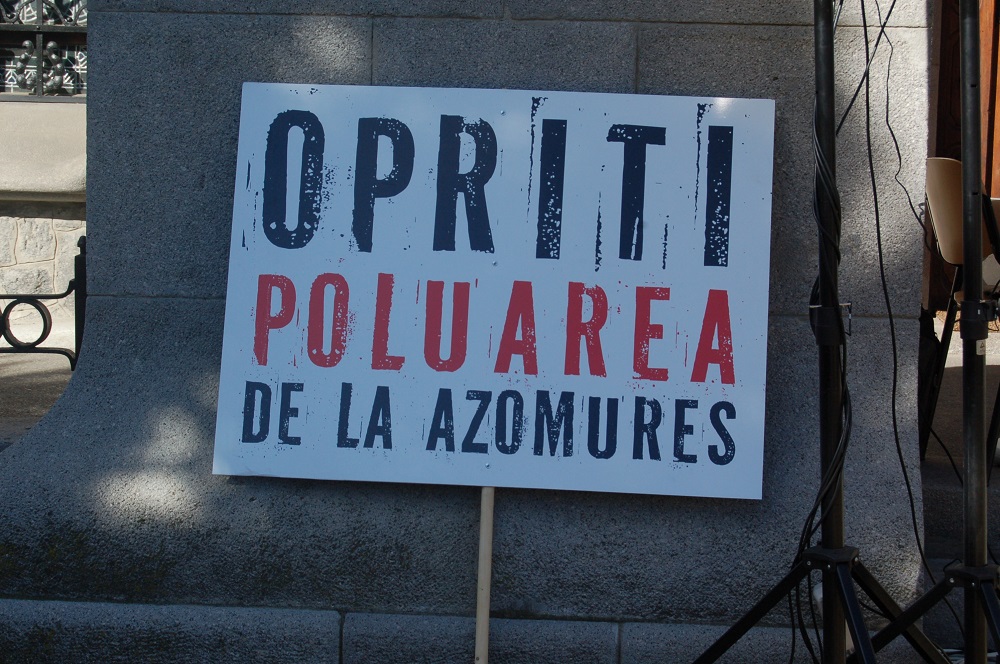 OPRITI
POLUAREA
DE LA AZOMURES